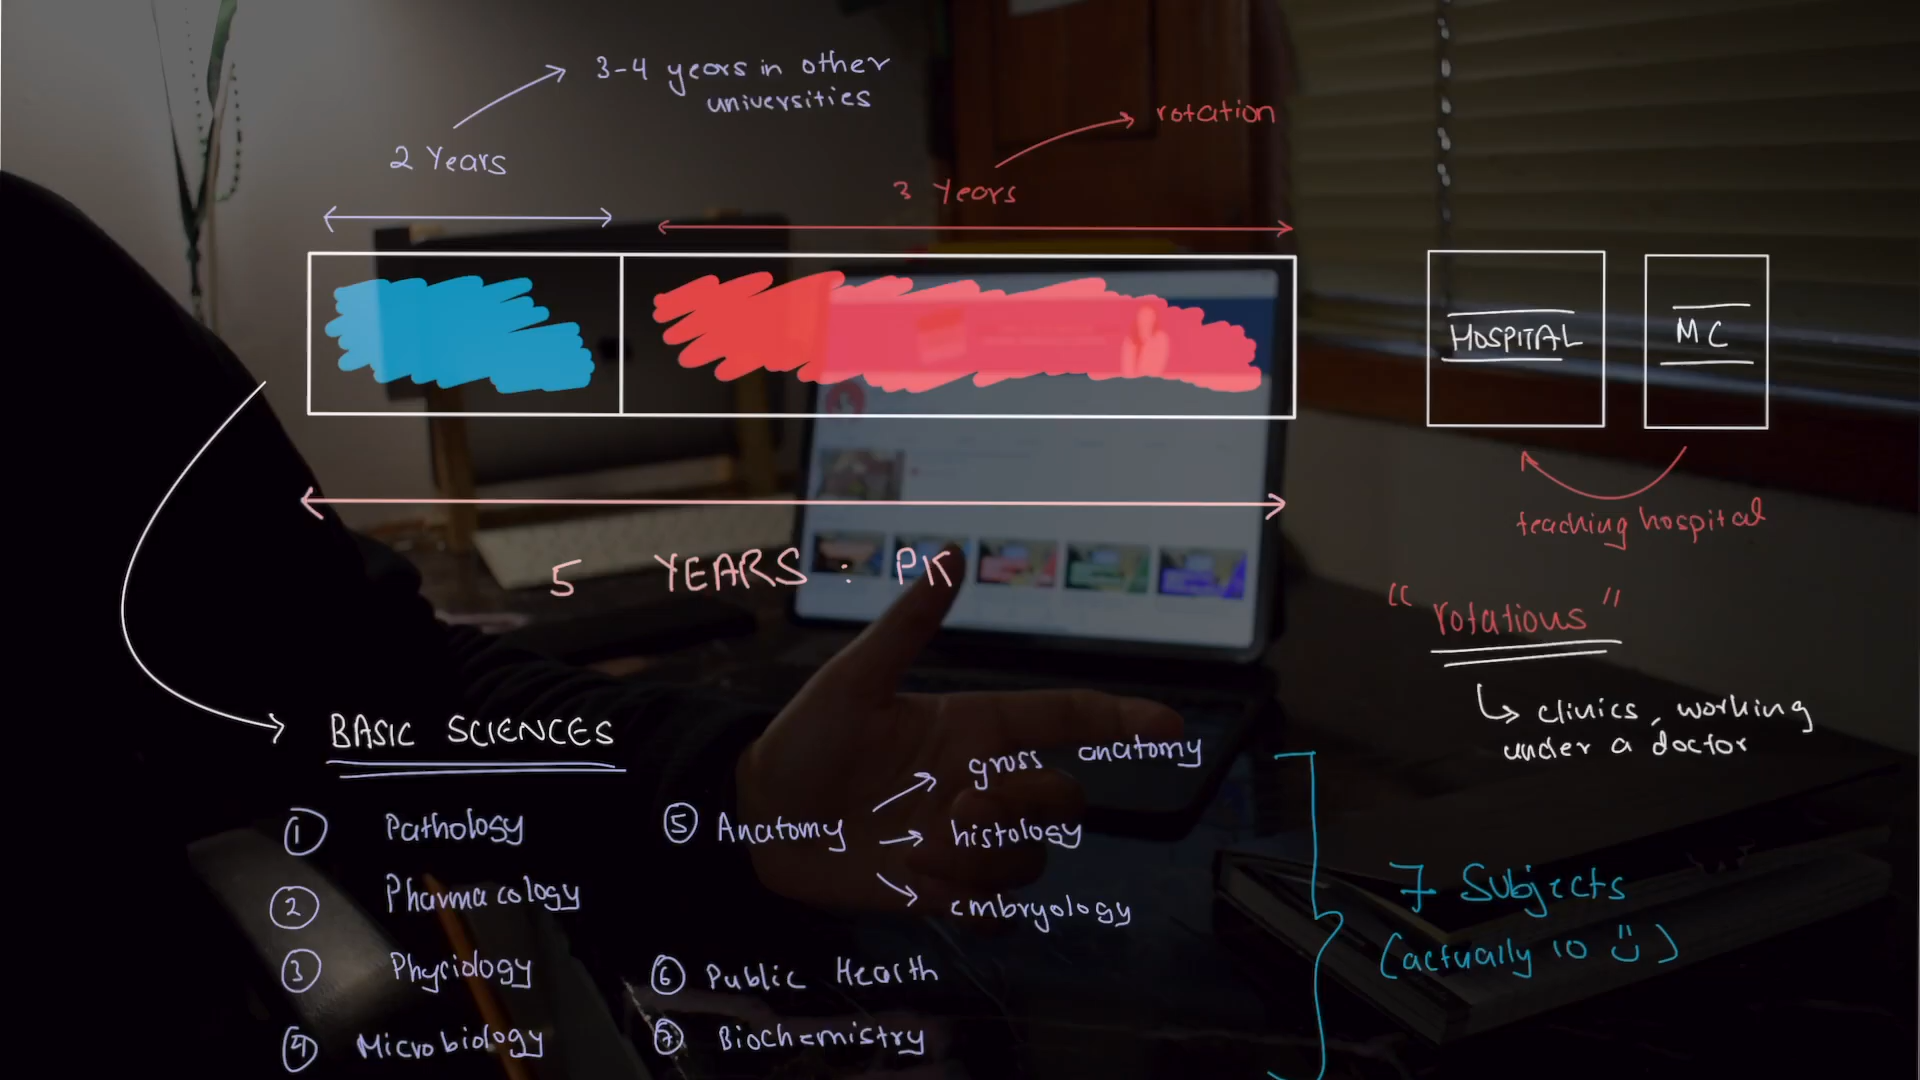 3-4 years in other
universities
2 Years
rotation
3 Years
HOSPITAL
MC
teaching hospital
5 YEARS : PK
"rotations"
↳ clinics, working
under a doctor
BASIC SCIENCES
① Pathology
② Pharmacology
③ Physiology
④ Microbiology
⑤ Anatomy
gross anatomy
histology
embryology
⑥ Public Health
⑦ Biochemistry
7 Subjects
(actually 10 ü)